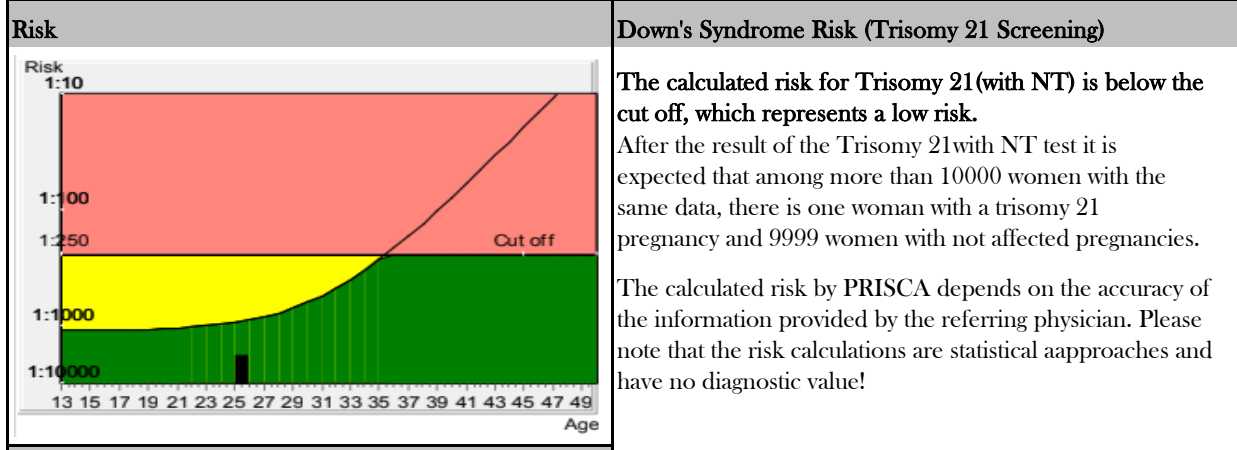 Risk
Risk
1:10
1:100
1:250
Cut off
1:1000
1:10000
13 15 17 19 21 23 25 27 29 31 33 35 37 39 41 43 45 47 49
Age
Down's Syndrome Risk (Trisomy 21 Screening)
The calculated risk for Trisomy 21(with NT) is below the
cut off, which represents a low risk.
After the result of the Trisomy 21with NT test it is
expected that among more than 10000 women with the
same data, there is one woman with a trisomy 21
pregnancy and 9999 women with not affected pregnancies.
The calculated risk by PRISCA depends on the accuracy of
the information provided by the referring physician. Please
note that the risk calculations are statistical aapproaches and
have no diagnostic value!